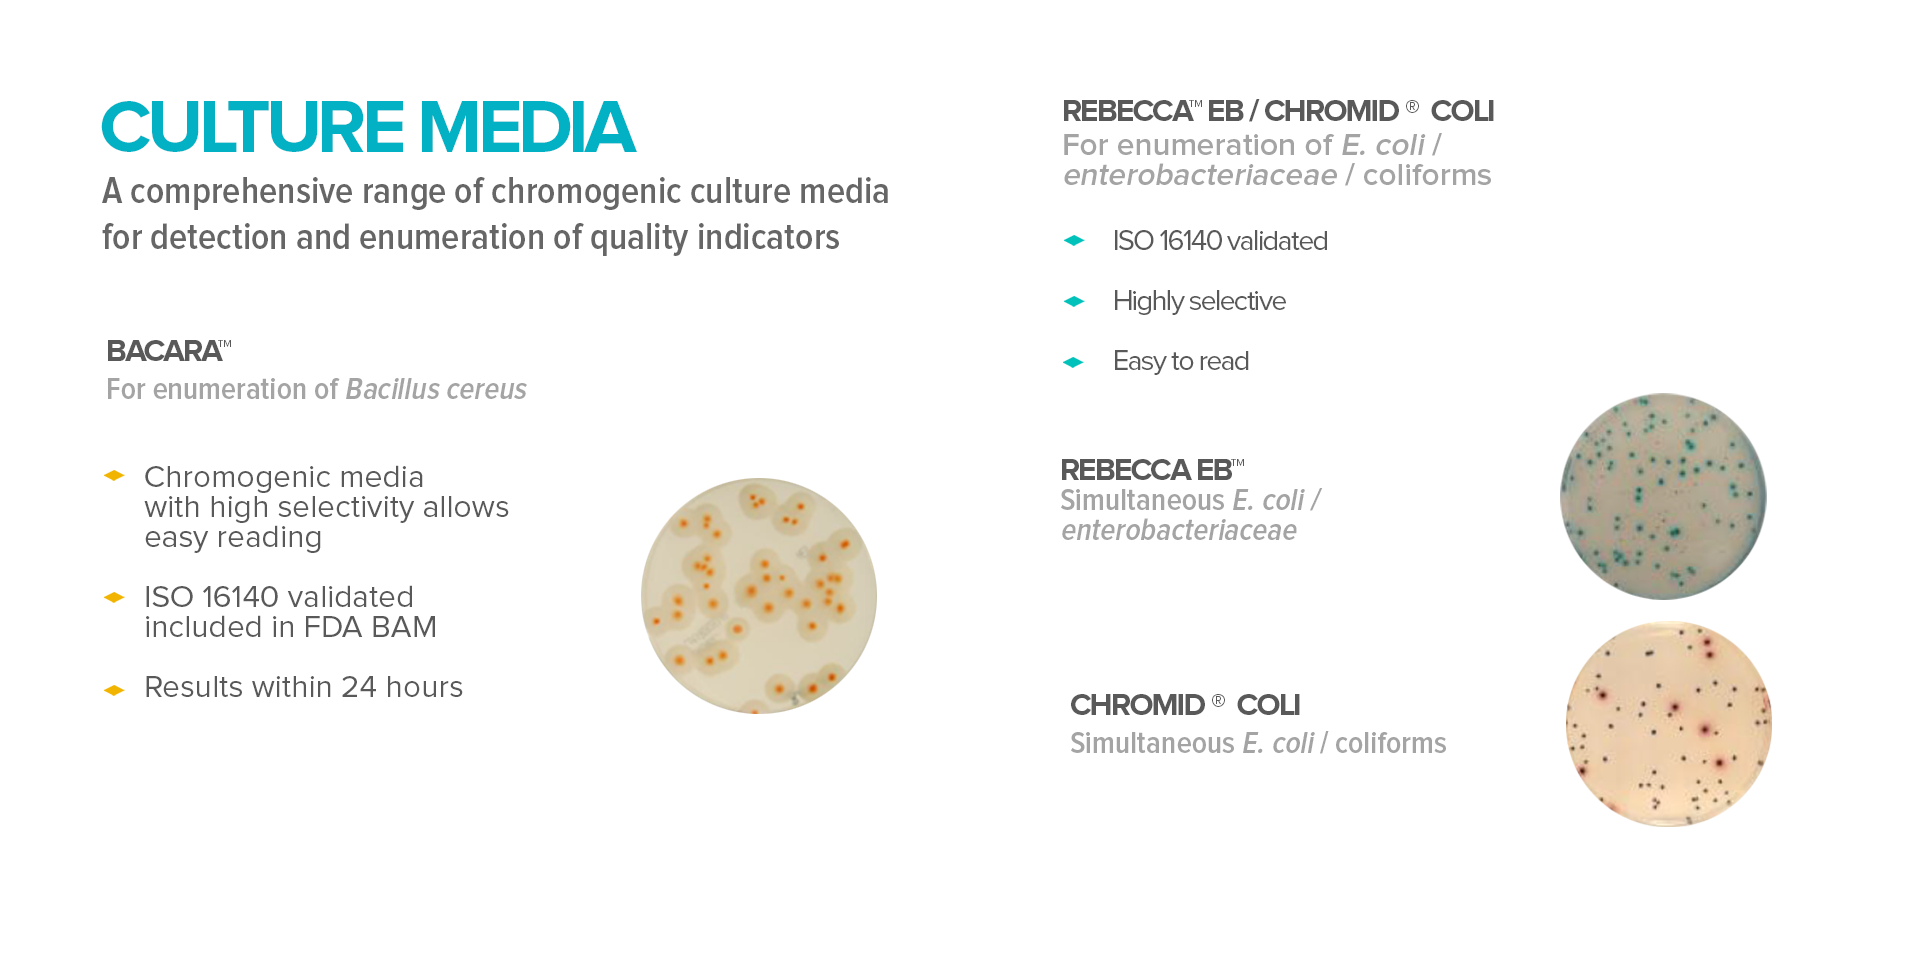 CULTURE MEDIA
A comprehensive range of chromogenic culture media
for detection and enumeration of quality indicators
BACARA™
For enumeration of Bacillus cereus
Chromogenic media
with high selectivity allows
easy reading
ISO 16140 validated
included in FDA BAM
Results within 24 hours
REBECCA™ EB / CHROMID ® COLI
For enumeration of E. coli /
enterobacteriaceae / coliforms
ISO 16140 validated
Highly selective
Easy to read
REBECCA EB™
Simultaneous E. coli /
enterobacteriaceae
CHROMID ® COLI
Simultaneous E. coli / coliforms